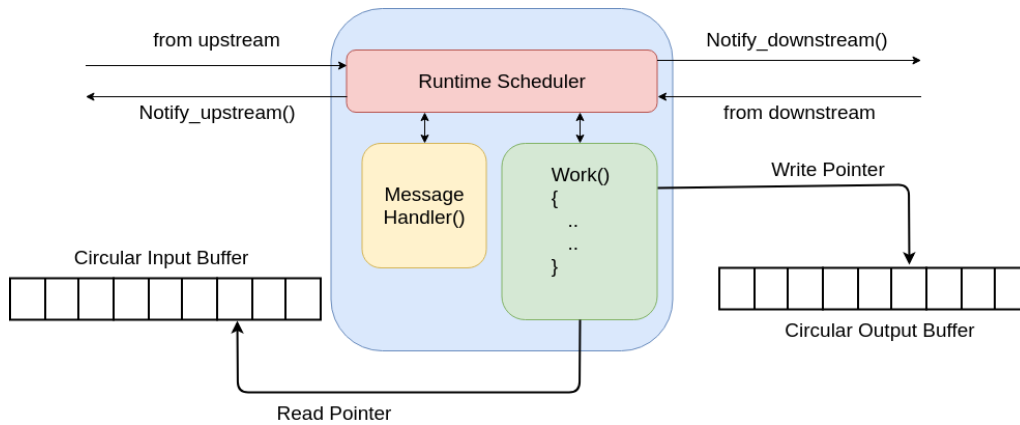 from upstream
Notify_downstream()
Runtime Scheduler
Notify_upstream()
from downstream
Message
Handler()
Work()
{
..
..
}
Write Pointer
Circular Input Buffer
Circular Output Buffer
Read Pointer